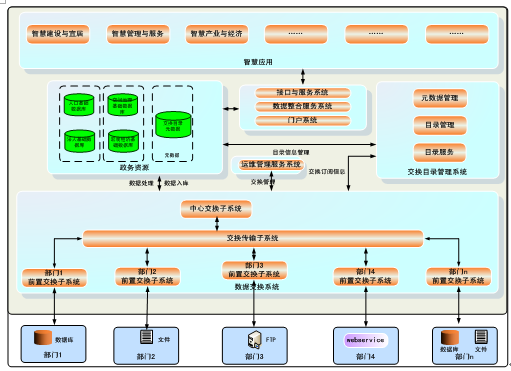 智慧建设与宜居
智慧管理与服务
智慧产业与经济
……
……
……
智慧应用
接口与服务系统
数据整合服务系统
门户系统
元数据
政务资源
元数据管理
目录管理
目录服务
交换目录管理系统
目录信息管理
运维管理服务系统
交换订阅信息
数据处理
数据入库
交换管理
中心交换子系统
交换传输子系统
部门1
前置交换子系统
部门2
前置交换子系统
部门3
前置交换子系统
部门4
前置交换子系统
部门n
前置交换子系统
数据交换系统
数据库
部门1
文件
部门2
FTP
部门3
webservice
部门4
数据库
文件
部门n